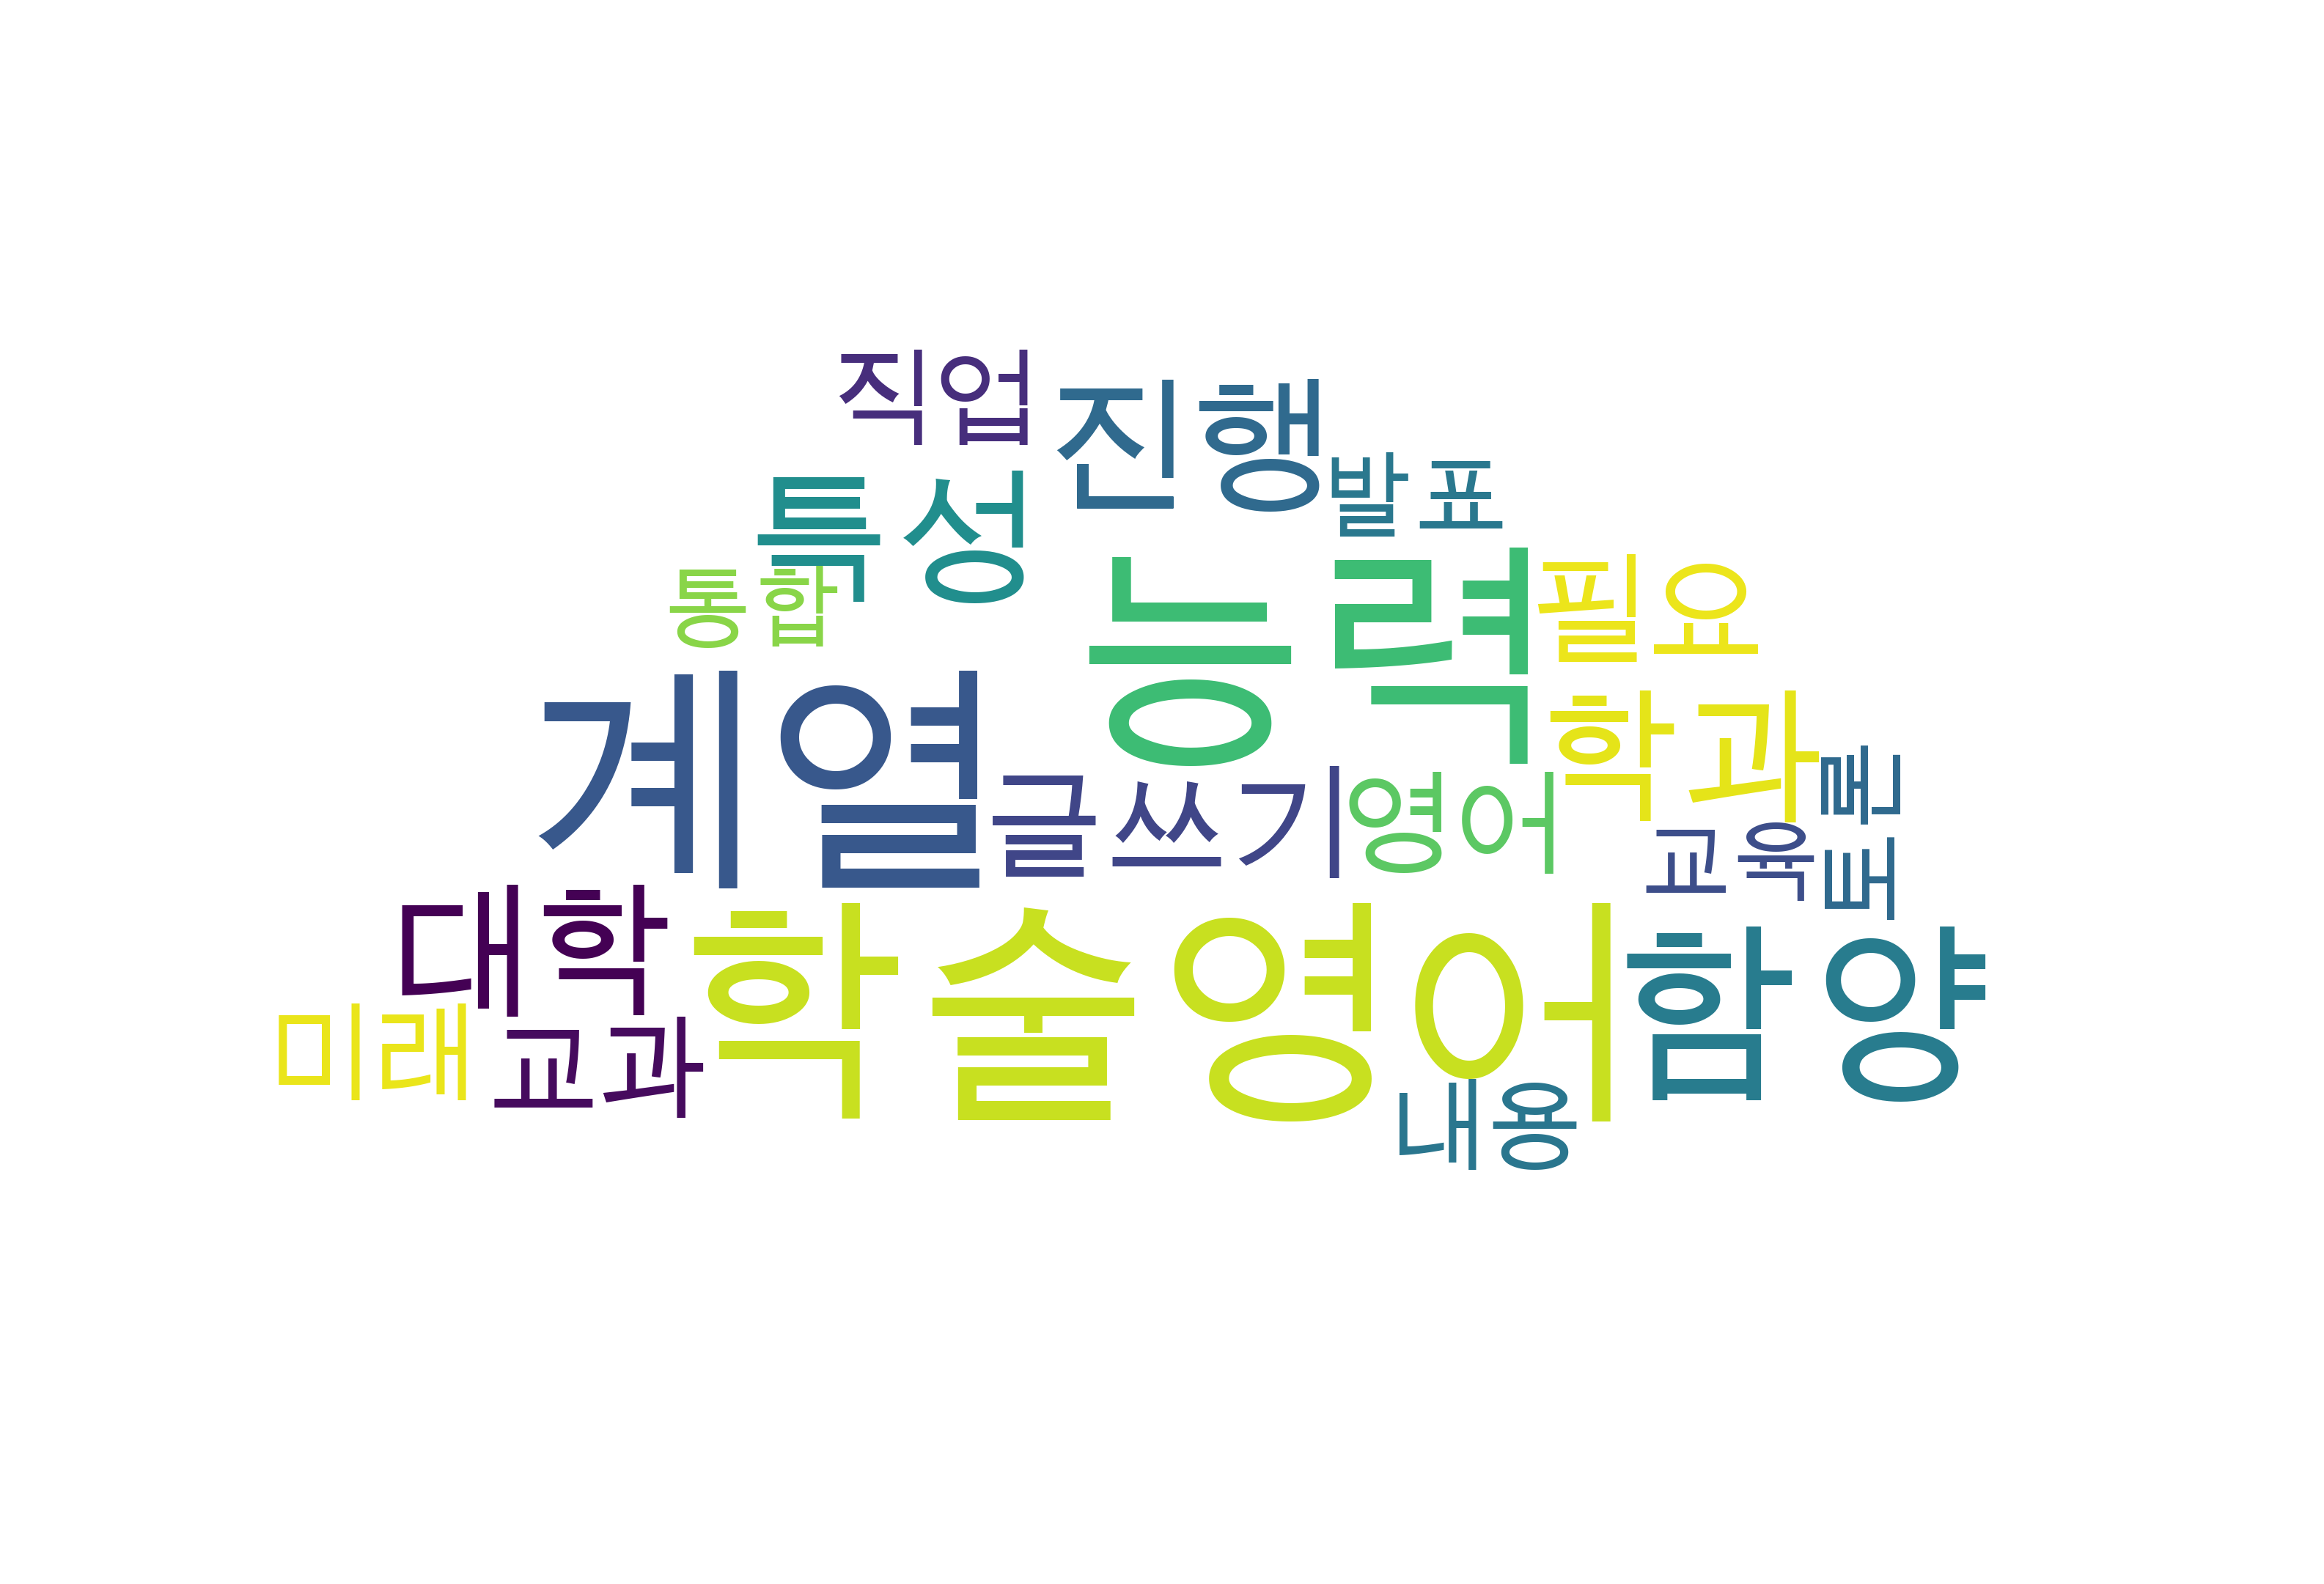 직업 진행
특성 발표
통합 능력 필요
계열 학과
글쓰기 영어 토론
교육
대학 학술영어 함양
미래 교과
내용